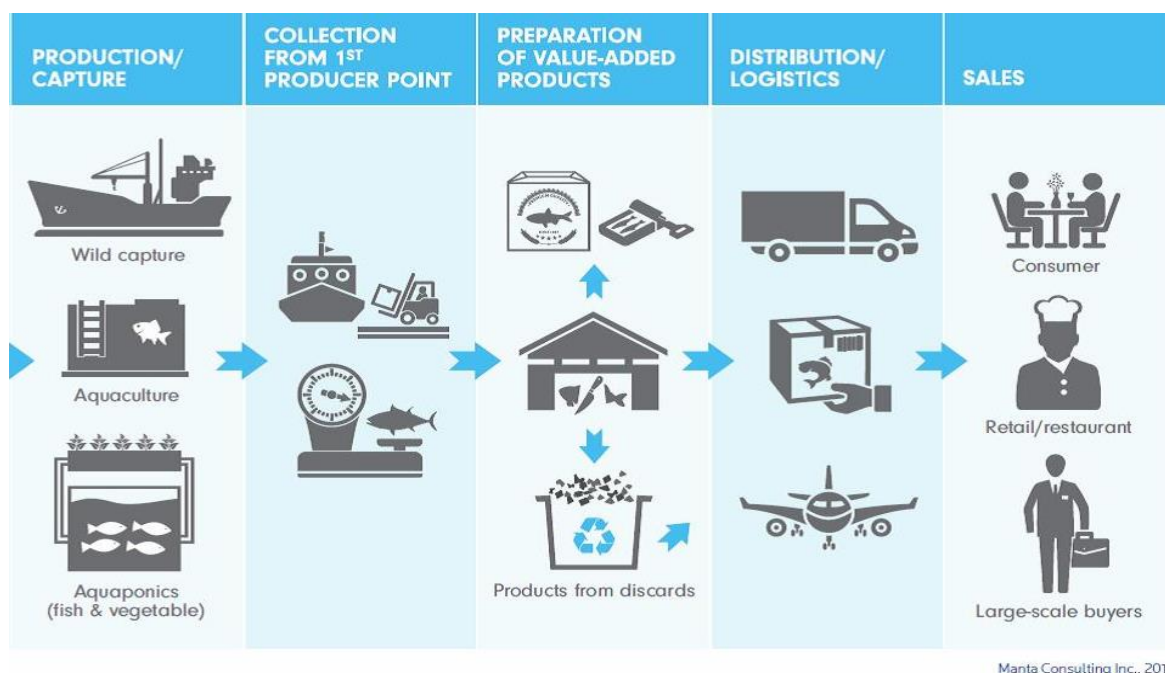 PRODUCTION/
CAPTURE
COLLECTION
FROM 1ST
PRODUCER POINT
PREPARATION
OF VALUE-ADDED
PRODUCTS
DISTRIBUTION/
LOGISTICS
SALES
Wild capture
Aquaculture
Aquaponics
(fish & vegetable)
Products from discards
Consumer
Retail/restaurant
Large-scale buyers
Manta Consulting Inc., 201